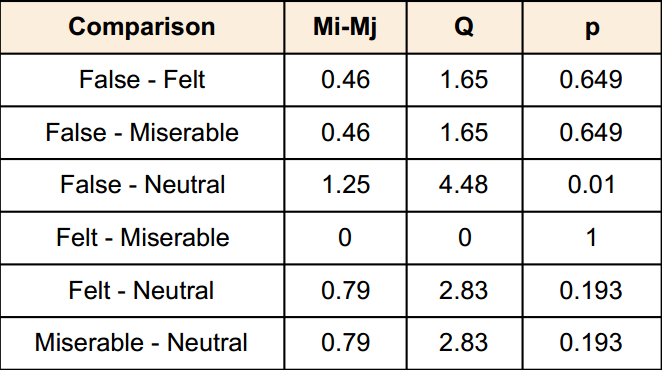 Comparison Mi-Mj Q p
False - Felt 0.46 1.65 0.649
False - Miserable 0.46 1.65 0.649
False - Neutral 1.25 4.48 0.01
Felt - Miserable 0 0 1
Felt - Neutral 0.79 2.83 0.193
Miserable - Neutral 0.79 2.83 0.193